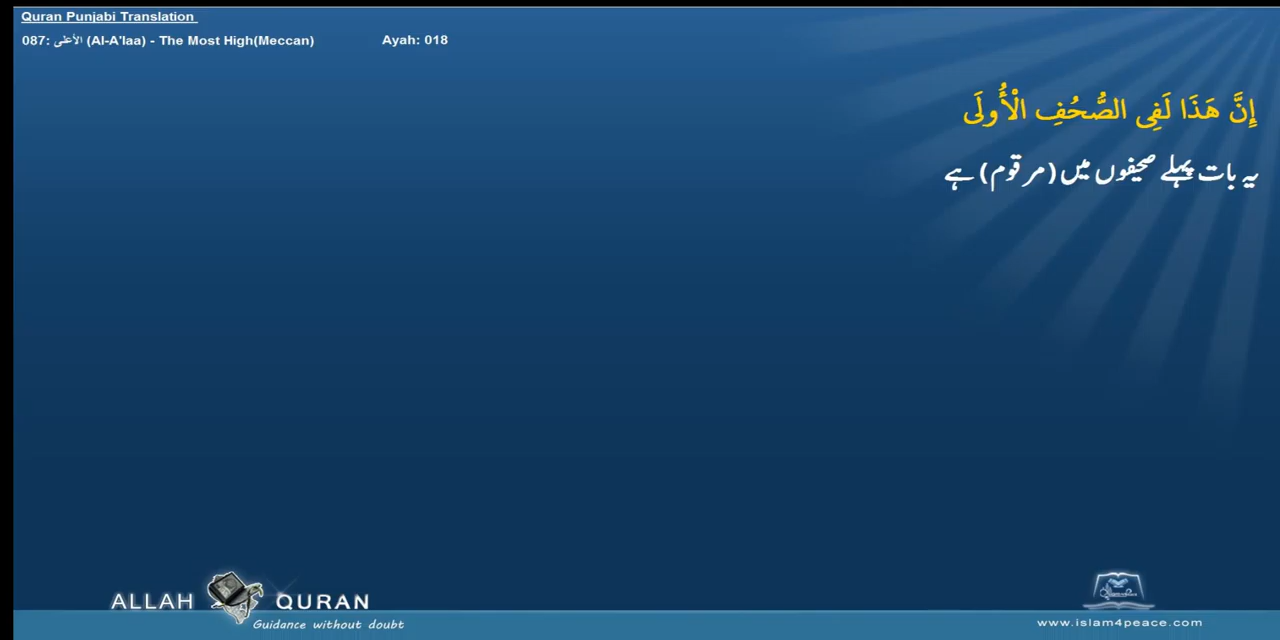 Quran Punjabi Translation
087: الأعلى (Al-A'laa) - The Most High(Meccan) Ayah: 018
إِنَّ هَذَا لَفِي الصُّحُفِ الْأُولَى
یہ بات پہلے صحیفوں میں (مرقوم) ہے
ALLAH QURAN
Guidance without doubt
www.islam4peace.com